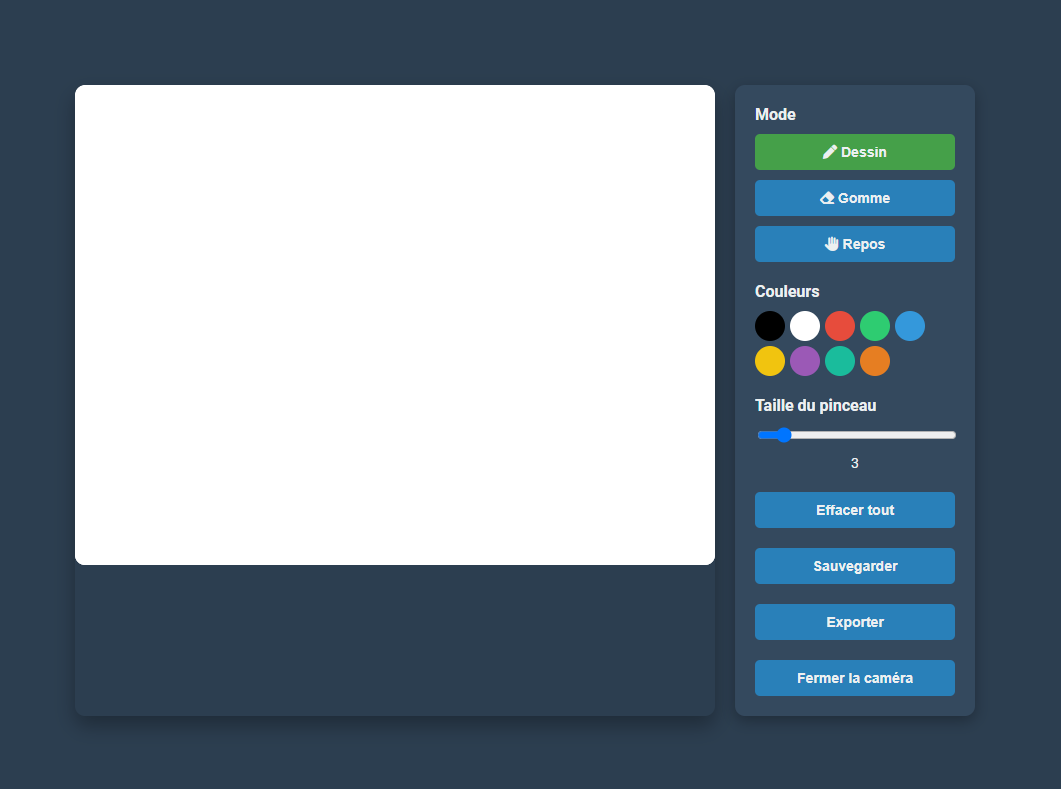 Mode
Dessin
Gomme
Repos
Couleurs
Taille du pinceau
3
Effacer tout
Sauvegarder
Exporter
Fermer la caméra